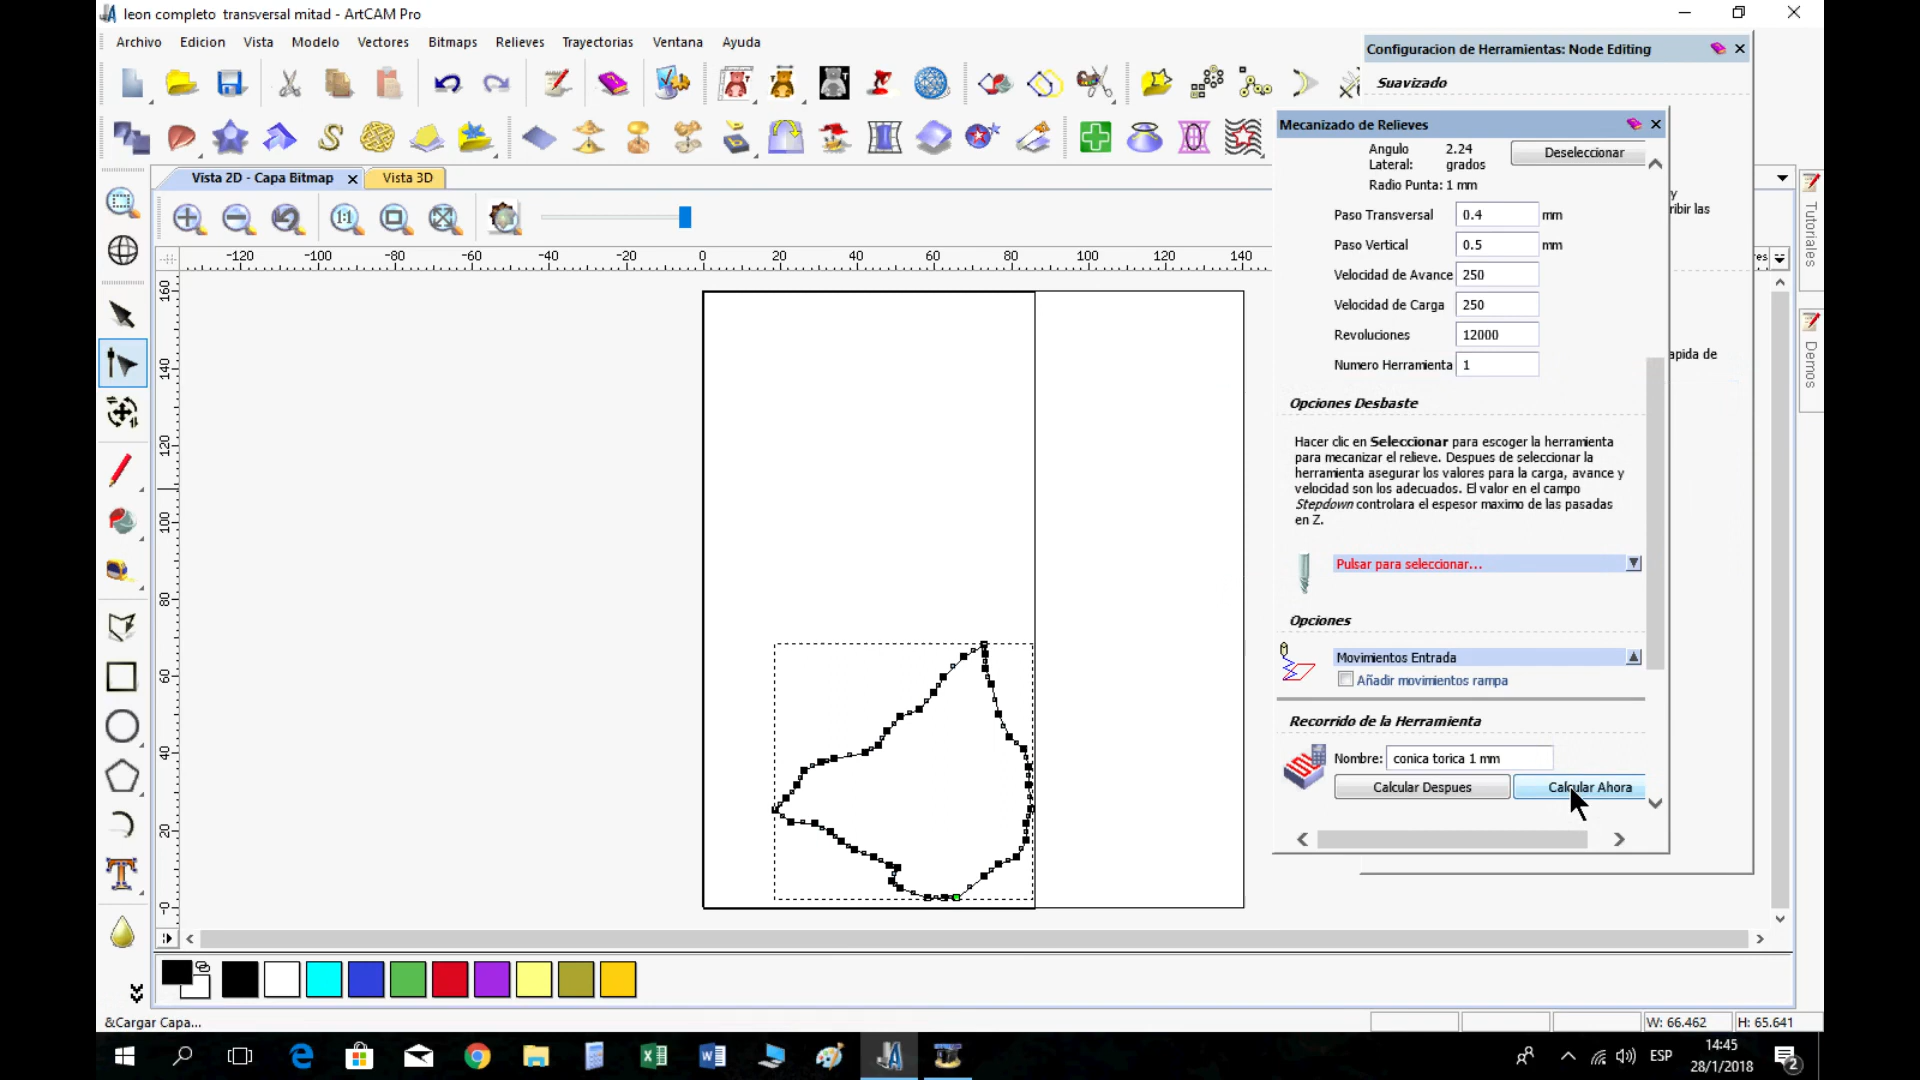 leon completo transversal mitad - ArtCAM Pro
Archivo Edicion Vista Modelo Vectores Bitmaps Relieves Trayectorias Ventana Ayuda
Configuracion de Herramientas: Node Editing
Suavizado
Mecanizado de Relieves
Angulo Lateral: 2.24 grados
Deseleccionar
Radio Punta: 1 mm
Paso Transversal 0.4 mm
Paso Vertical 0.5 mm
Velocidad de Avance 250
Velocidad de Carga 250
Revoluciones 12000
Numero Herramienta 1
Opciones Desbaste
Hacer clic en Seleccionar para escoger la herramienta
para mecanizar el relieve. Despues de seleccionar la
herramienta asegurar los valores para la carga, avance y
velocidad son los adecuados. El valor en el campo
Stepdown controlara el espesor maximo de las pasadas
en Z.
Pulsar para seleccionar...
Opciones
Movimientos Entrada
Añadir movimientos rampa
Recorrido de la Herramienta
Nombre: conica torica 1 mm
Calcular Despues Calcular Ahora
y
ribir las
res
apida de
Tutoriales
Demos
Vista 2D - Capa Bitmap
Vista 3D
1:1
-120 -100 -80 -60 -40 -20 0 20 40 60 80 100 120 140
160
140
120
100
80
60
40
20
-0
&Cargar Capa...
W: 66.462 H: 65.641
ESP
14:45
28/1/2018
2